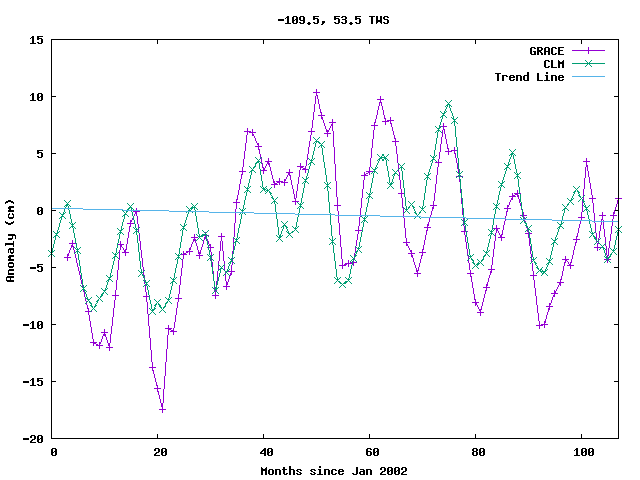 -109.5, 53.5 TWS
GRACE
CLM
Trend Line
15
10
5
0
-5
-10
-15
-20
Anomaly (cm)
0 20 40 60 80 100
Months since Jan 2002